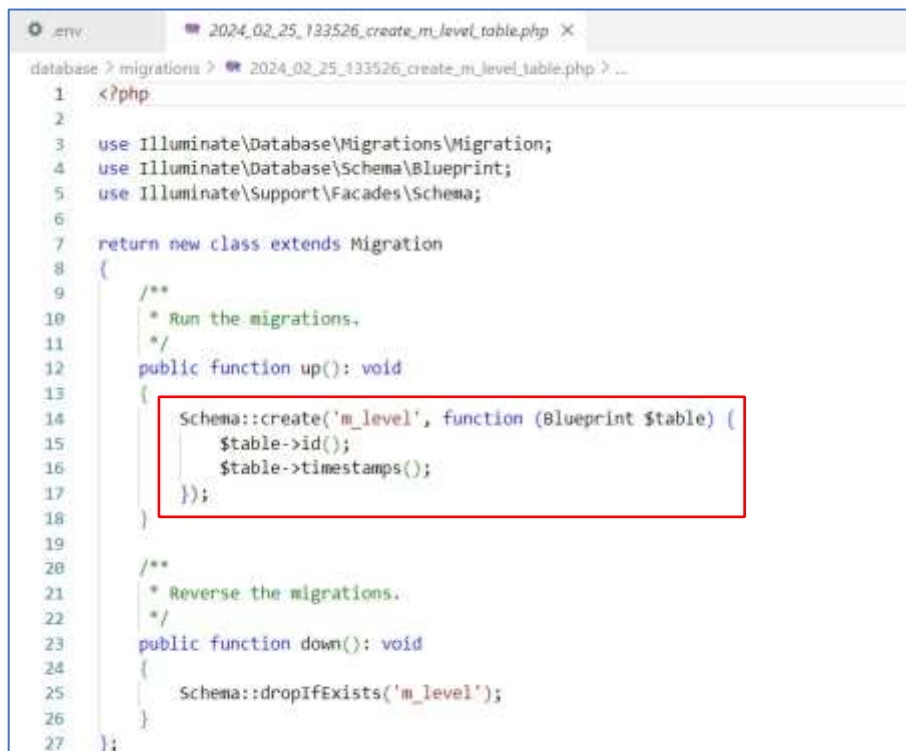 .env 2024_02_25_133526_create_m_level_table.php ×
database > migrations > 2024_02_25_133526_create_m_level_table.php > ...
1 <?php
2
3 use Illuminate\Database\Migrations\Migration;
4 use Illuminate\Database\Schema\Blueprint;
5 use Illuminate\Support\Facades\Schema;
6
7 return new class extends Migration
8 {
9 /**
10 * Run the migrations.
11 */
12 public function up(): void
13 {
14 Schema::create('m_level', function (Blueprint $table) {
15 $table->id();
16 $table->timestamps();
17 });
18 }
19
20 /**
21 * Reverse the migrations.
22 */
23 public function down(): void
24 {
25 Schema::dropIfExists('m_level');
26 }
27 };